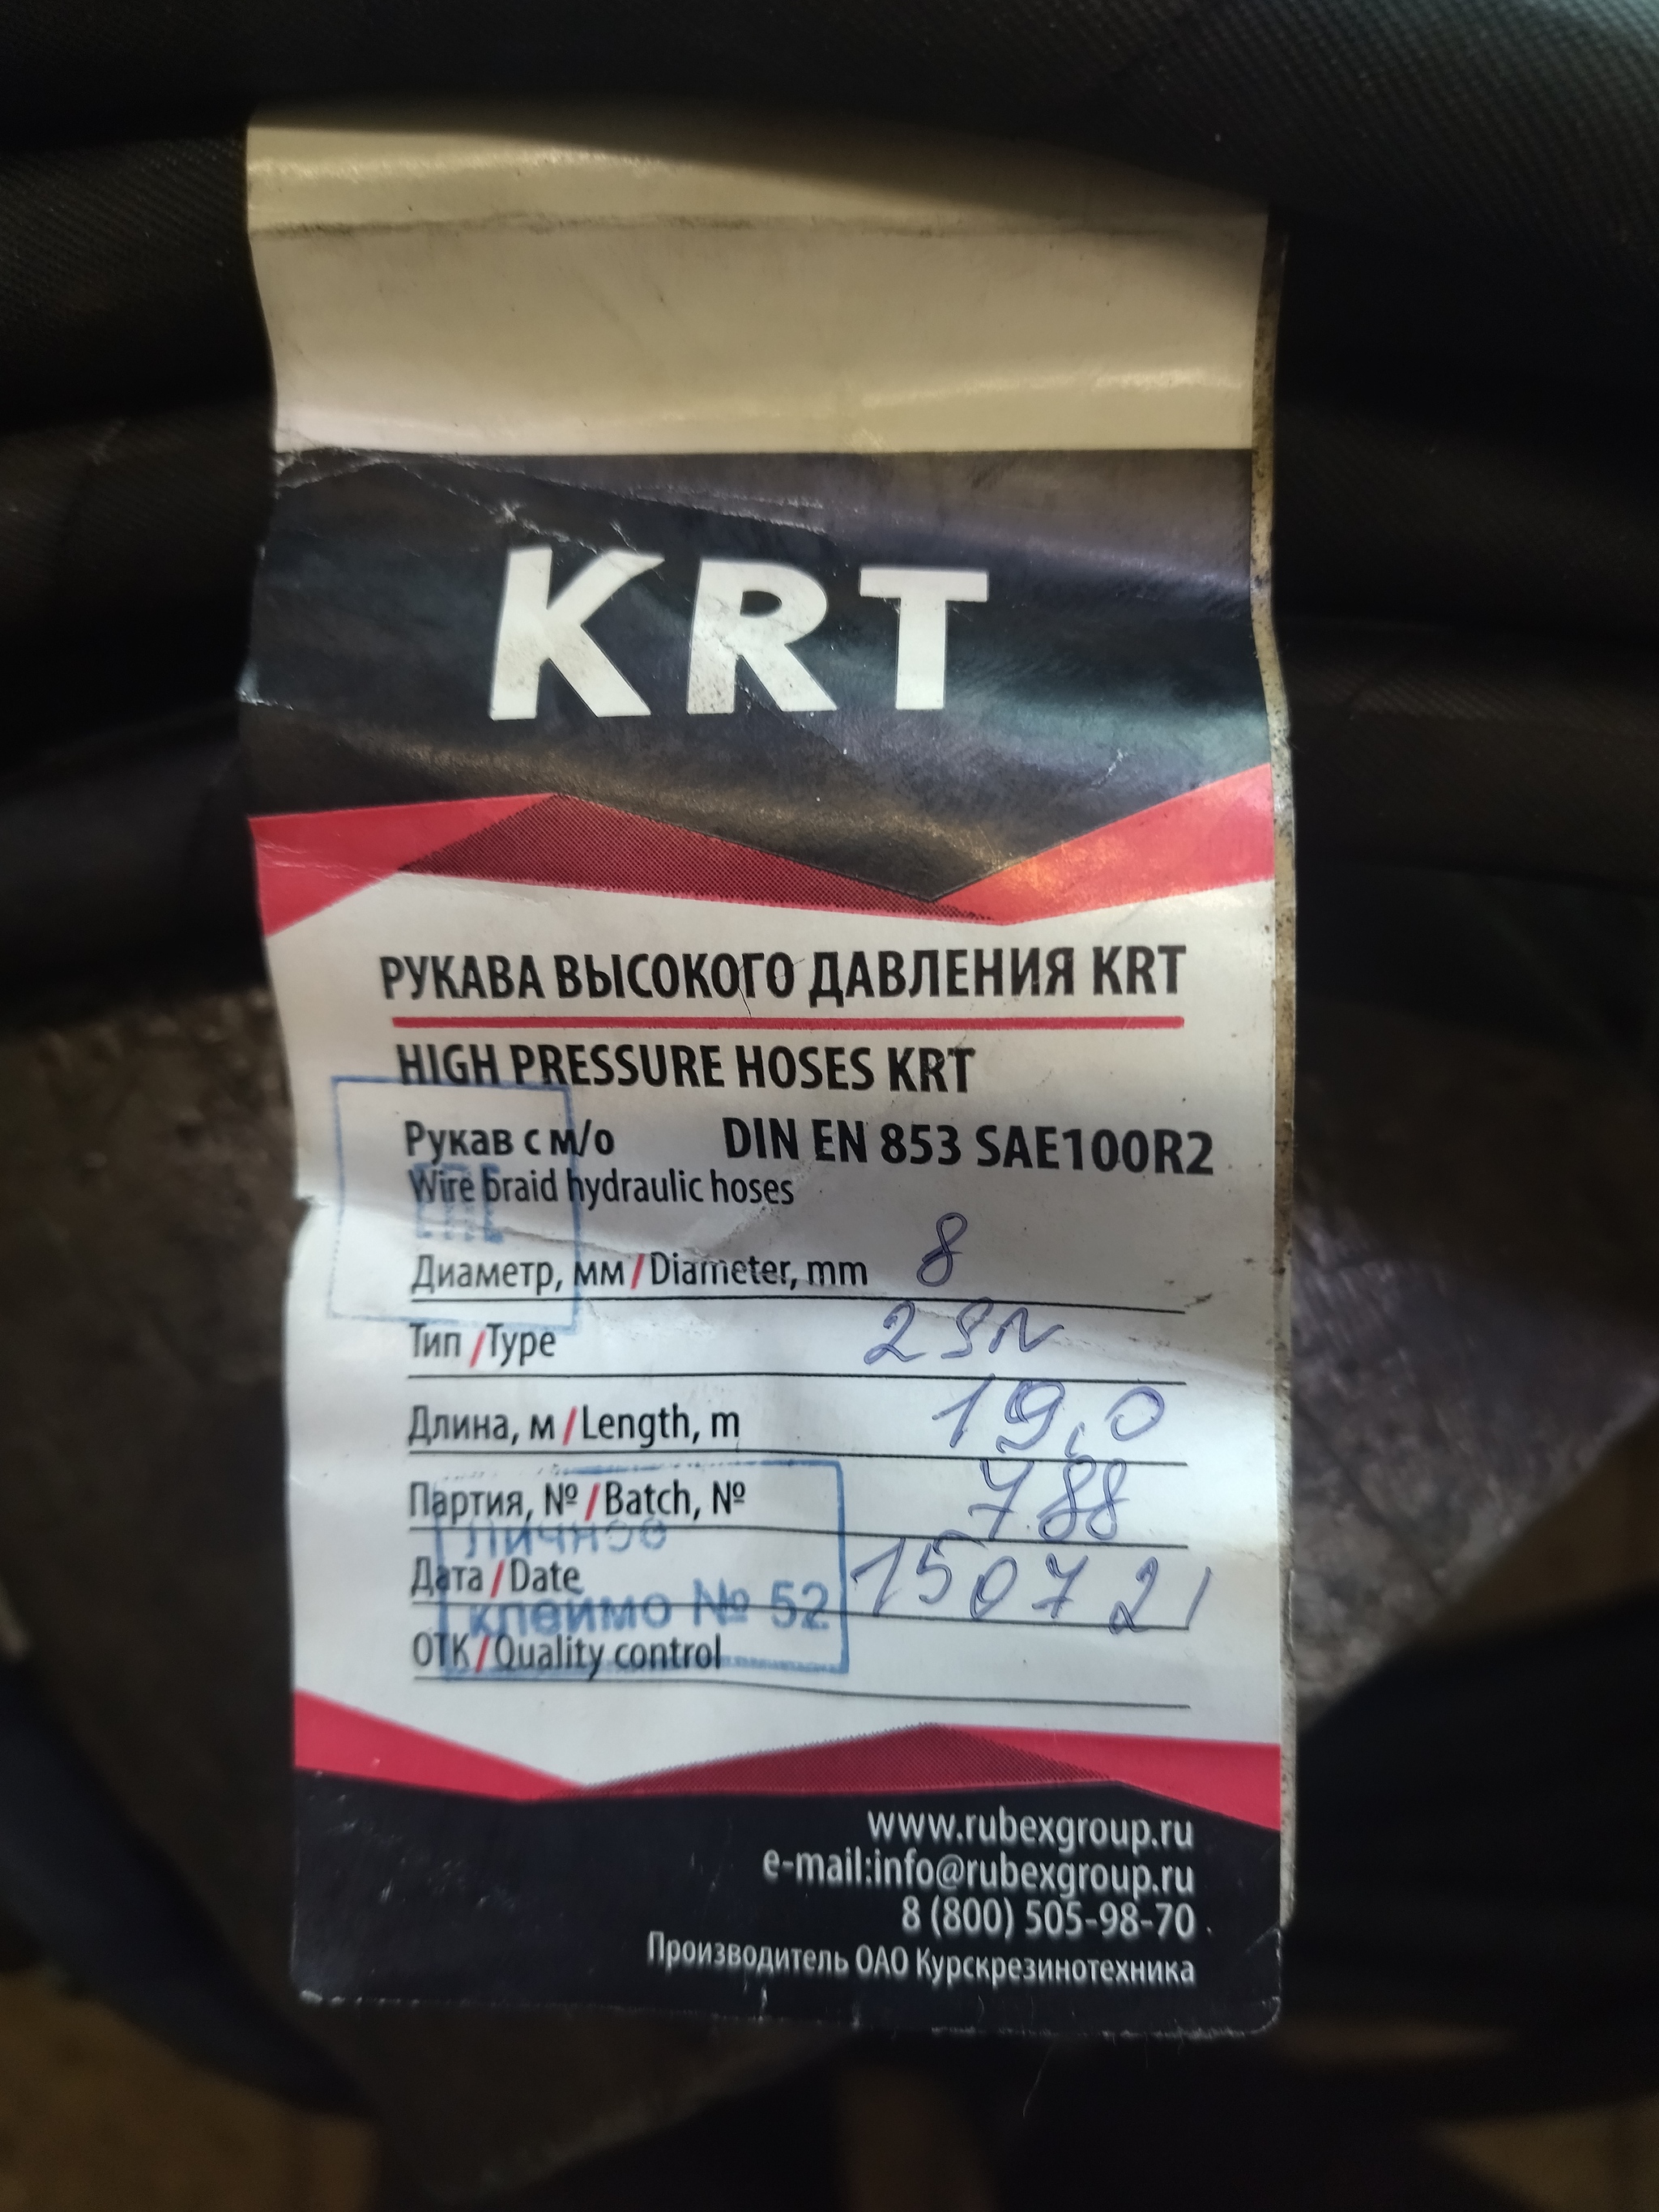 KRT
РУКАВА ВЫСОКОГО ДАВЛЕНИЯ KRT
HIGH PRESSURE HOSES KRT
Рукав с м/о DIN EN 853 SAE100R2
Wire braid hydraulic hoses
EAC
Диаметр, мм/Diameter, mm 8
Тип/Type 2SN
Длина, м/Length, m 19,0
Партия, №/Batch, № 788
Личное
Дата/Date 150721
клеймо № 52
ОТК/Quality control
www.rubexgroup.ru
e-mail:info@rubexgroup.ru
8 (800) 505-98-70
Производитель ОАО Курскрезинотехника